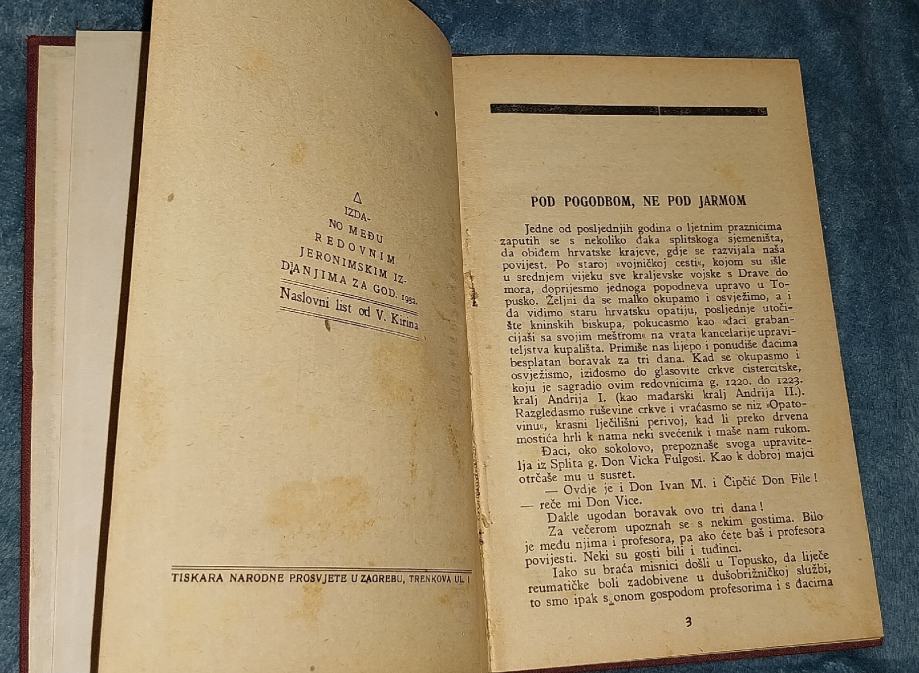 △
IZDA-
NO MEĐU
REDOVNIM
JERONIMSKIM IZ-
DANJIMA ZA GOD. 1932.
Naslovni list od V. Kirina
TISKARA NARODNE PROSVJETE U ZAGREBU, TRENKOVA UL. 1
POD POGODBOM, NE POD JARMOM
Jedne od posljednjih godina o ljetnim praznicima
zaputih se s nekoliko đaka splitskoga sjemeništa,
da obiđem hrvatske krajeve, gdje se razvijala naša
povijest. Po staroj »vojničkoj cesti«, kojom su išle
u srednjem vijeku sve kraljevske vojske s Drave do
mora, doprijesmo jednoga popodneva upravo u To-
pusko. Željni da se malko okupamo i osvježimo, a i
da vidimo staru hrvatsku opatiju, posljednje utoči-
šte kninskih biskupa, pokucasmo kao »đaci graban-
cijaši sa svojim meštrom« na vrata kancelarije upravi-
teljstva kupališta. Primiše nas lijepo i ponudiše đacima
besplatan boravak za tri dana. Kad se okupasmo i
osvježismo, iziđosmo do glasovite crkve cistercitske,
koju je sagradio ovim redovnicima g. 1220. do 1223.
kralj Andrija I. (kao mađarski kralj Andrija II.).
Razgledasmo ruševine crkve i vraćasmo se niz »Opato-
vinu«, krasni lječilišni perivoj, kad li preko drvena
mostića hrli k nama neki svećenik i maše nam rukom.
Đaci, oko sokolovo, prepoznaše svoga upravite-
lja iz Splita g. Don Vicka Fulgosi. Kao k dobroj majci
otrčaše mu u susret.
— Ovdje je i Don Ivan M. i Čipčić Don File!
— reče mi Don Vice.
Dakle ugodan boravak ovo tri dana!
Za večerom upoznah se s nekim gostima. Bilo
je među njima i profesora, pa ako ćete baš i profesora
povijesti. Neki su gosti bili i tuđinci.
Iako su braća misnici došli u Topusko, da liječe
reumatičke boli zadobivene u dušobrižničkoj službi,
to smo ipak s onom gospodom profesorima i s đacima
3